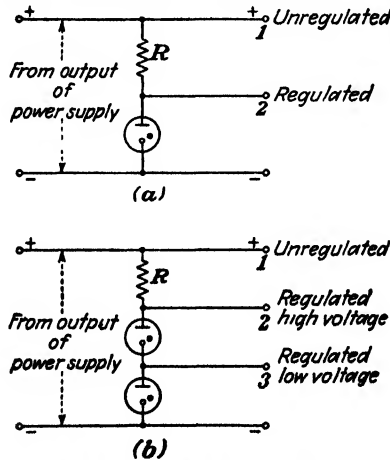 + + Unregulated
1
R
From output
of
power supply
2 Regulated
- -
(a)
+ + Unregulated
1
R
Regulated
2 high voltage
From output
of
power supply
Regulated
3 low voltage
- -
(b)